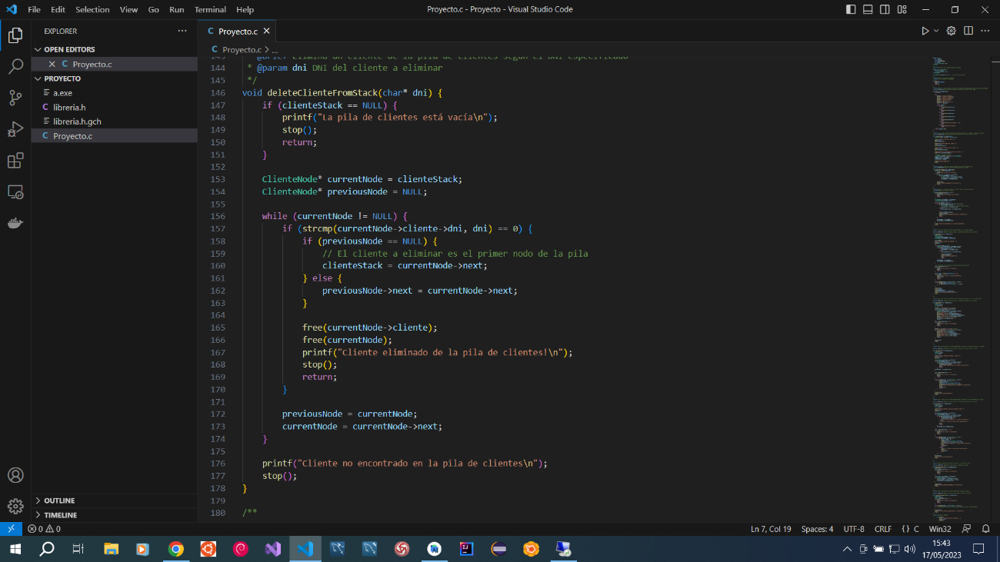 File Edit Selection View Go Run Terminal Help
Proyecto.c - Proyecto - Visual Studio Code
EXPLORER
OPEN EDITORS
Proyecto.c
PROYECTO
a.exe
C libreria.h
libreria.h.gch
C Proyecto.c
OUTLINE
TIMELINE
C Proyecto.c
C Proyecto.c > ...
143 * @brief Elimina un cliente de la pila de clientes según el DNI especificado
144 * @param dni DNI del cliente a eliminar
145 */
146 void deleteClienteFromStack(char* dni) {
147 if (clienteStack == NULL) {
148 printf("La pila de clientes está vacía\n");
149 stop();
150 return;
151 }
152
153 ClienteNode* currentNode = clienteStack;
154 ClienteNode* previousNode = NULL;
155
156 while (currentNode != NULL) {
157 if (strcmp(currentNode->cliente->dni, dni) == 0) {
158 if (previousNode == NULL) {
159 // El cliente a eliminar es el primer nodo de la pila
160 clienteStack = currentNode->next;
161 } else {
162 previousNode->next = currentNode->next;
163 }
164
165 free(currentNode->cliente);
166 free(currentNode);
167 printf("Cliente eliminado de la pila de clientes!\n");
168 stop();
169 return;
170 }
171
172 previousNode = currentNode;
173 currentNode = currentNode->next;
174 }
175
176 printf("Cliente no encontrado en la pila de clientes\n");
177 stop();
178 }
179
180 /**
0 0
Ln 7, Col 19 Spaces: 4 UTF-8 CRLF {} C Win32
15:43
17/05/2023